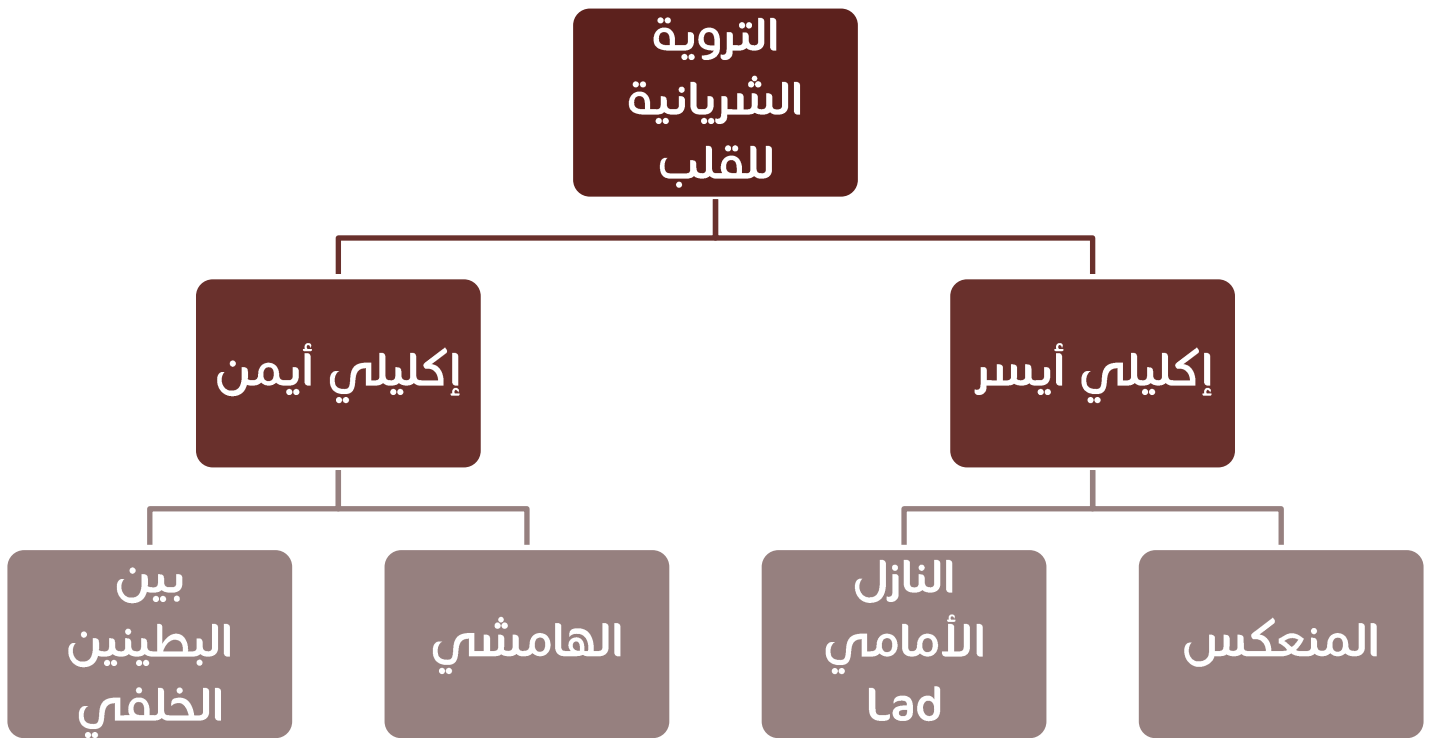 التروية
الشريانية
للقلب
إكليلي أيسر
إكليلي أيمن
المنعكس
النازل
الأمامي
Lad
الهامشي
بين
البطينين
الخلفي